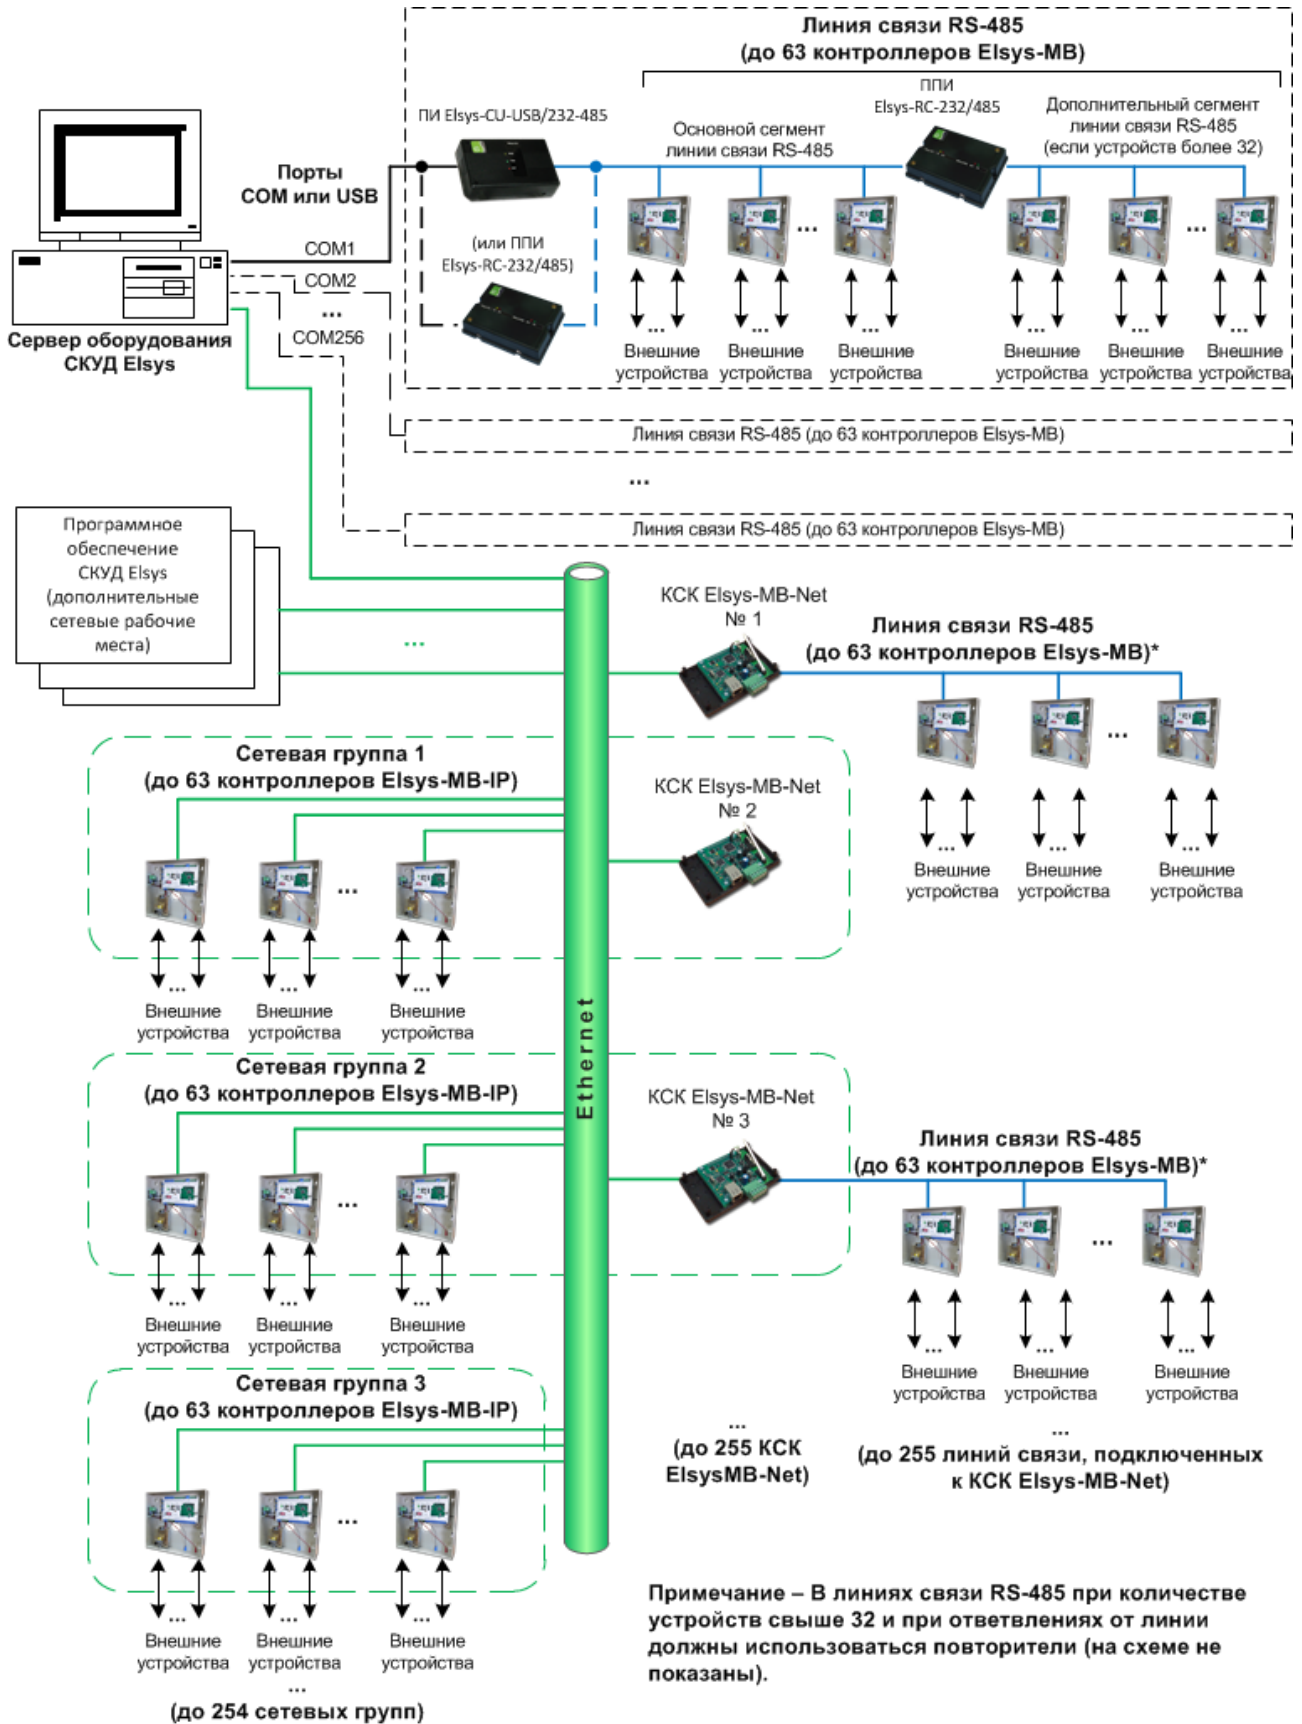 Линия связи RS-485
(до 63 контроллеров Elsys-MB)
ПИ Elsys-CU-USB/232-485
ППИ
Elsys-RC-232/485
Основной сегмент
линии связи RS-485
Дополнительный сегмент
линии связи RS-485
(если устройств более 32)
Порты
COM или USB
(или ППИ
Elsys-RC-232/485)
COM1
COM2
...
COM256
Сервер оборудования
СКУД Elsys
...
...
...
...
...
...
...
...
Внешние
устройства
Внешние
устройства
Внешние
устройства
Внешние
устройства
Внешние
устройства
Внешние
устройства
Линия связи RS-485 (до 63 контроллеров Elsys-MB)
...
Линия связи RS-485 (до 63 контроллеров Elsys-MB)
Программное
обеспечение
СКУД Elsys
(дополнительные
сетевые рабочие
места)
...
КСК Elsys-MB-Net
№ 1
Линия связи RS-485
(до 63 контроллеров Elsys-MB)*
...
...
...
...
Внешние
устройства
Внешние
устройства
Внешние
устройства
Сетевая группа 1
(до 63 контроллеров Elsys-MB-IP)
КСК Elsys-MB-Net
№ 2
...
...
...
...
Внешние
устройства
Внешние
устройства
Внешние
устройства
Ethernet
Сетевая группа 2
(до 63 контроллеров Elsys-MB-IP)
КСК Elsys-MB-Net
№ 3
Линия связи RS-485
(до 63 контроллеров Elsys-MB)*
...
...
...
...
Внешние
устройства
Внешние
устройства
Внешние
устройства
...
...
...
...
Внешние
устройства
Внешние
устройства
Внешние
устройства
Сетевая группа 3
(до 63 контроллеров Elsys-MB-IP)
...
(до 255 КСК
ElsysMB-Net)
...
(до 255 линий связи, подключенных
к КСК Elsys-MB-Net)
...
...
...
...
Внешние
устройства
Внешние
устройства
Внешние
устройства
...
(до 254 сетевых групп)
Примечание – В линиях связи RS-485 при количестве
устройств свыше 32 и при ответвлениях от линии
должны использоваться повторители (на схеме не
показаны).